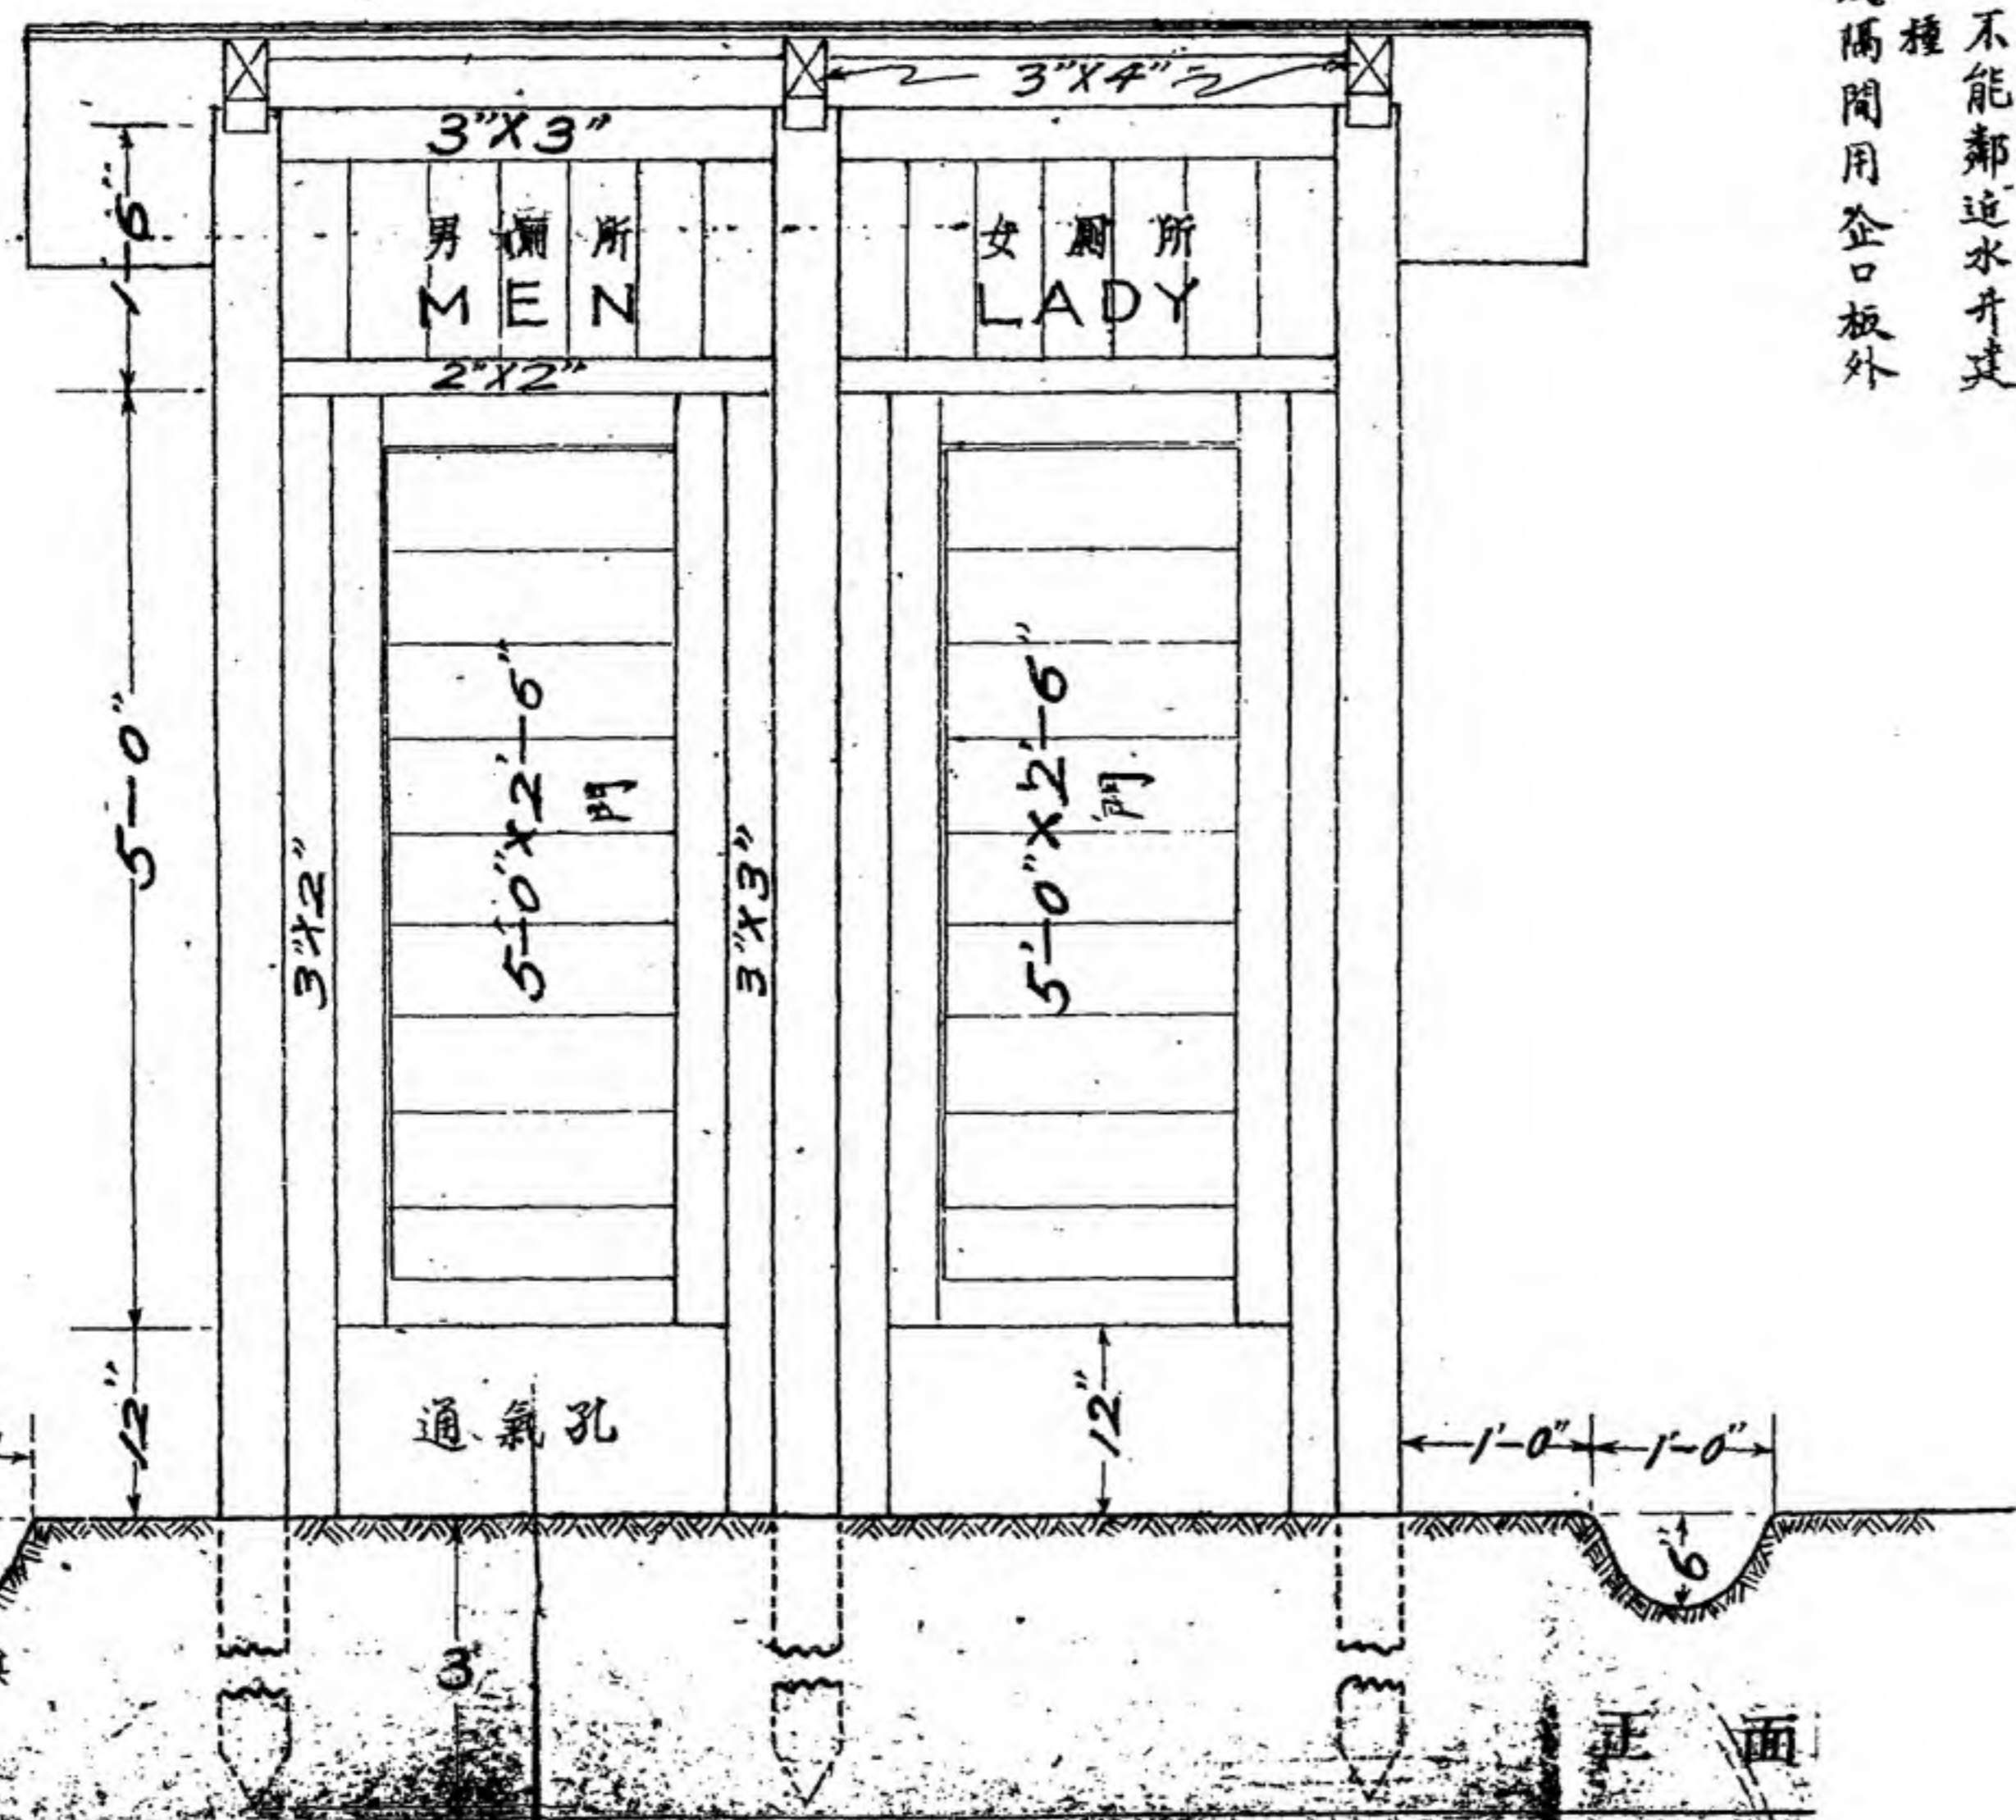 不能鄰近水井建
種
隔間用企口板外
3"X4"
3"X3"
1'-6"
男廁所
MEN
女廁所
LADY
2"X2"
5'-0"
3"X2"
5'-0"X2'-6"
門
3"X3"
5'-0"X2'-6"
門
12"
通氣孔
12"
1'-0"
1'-0"
6"
3'
正面